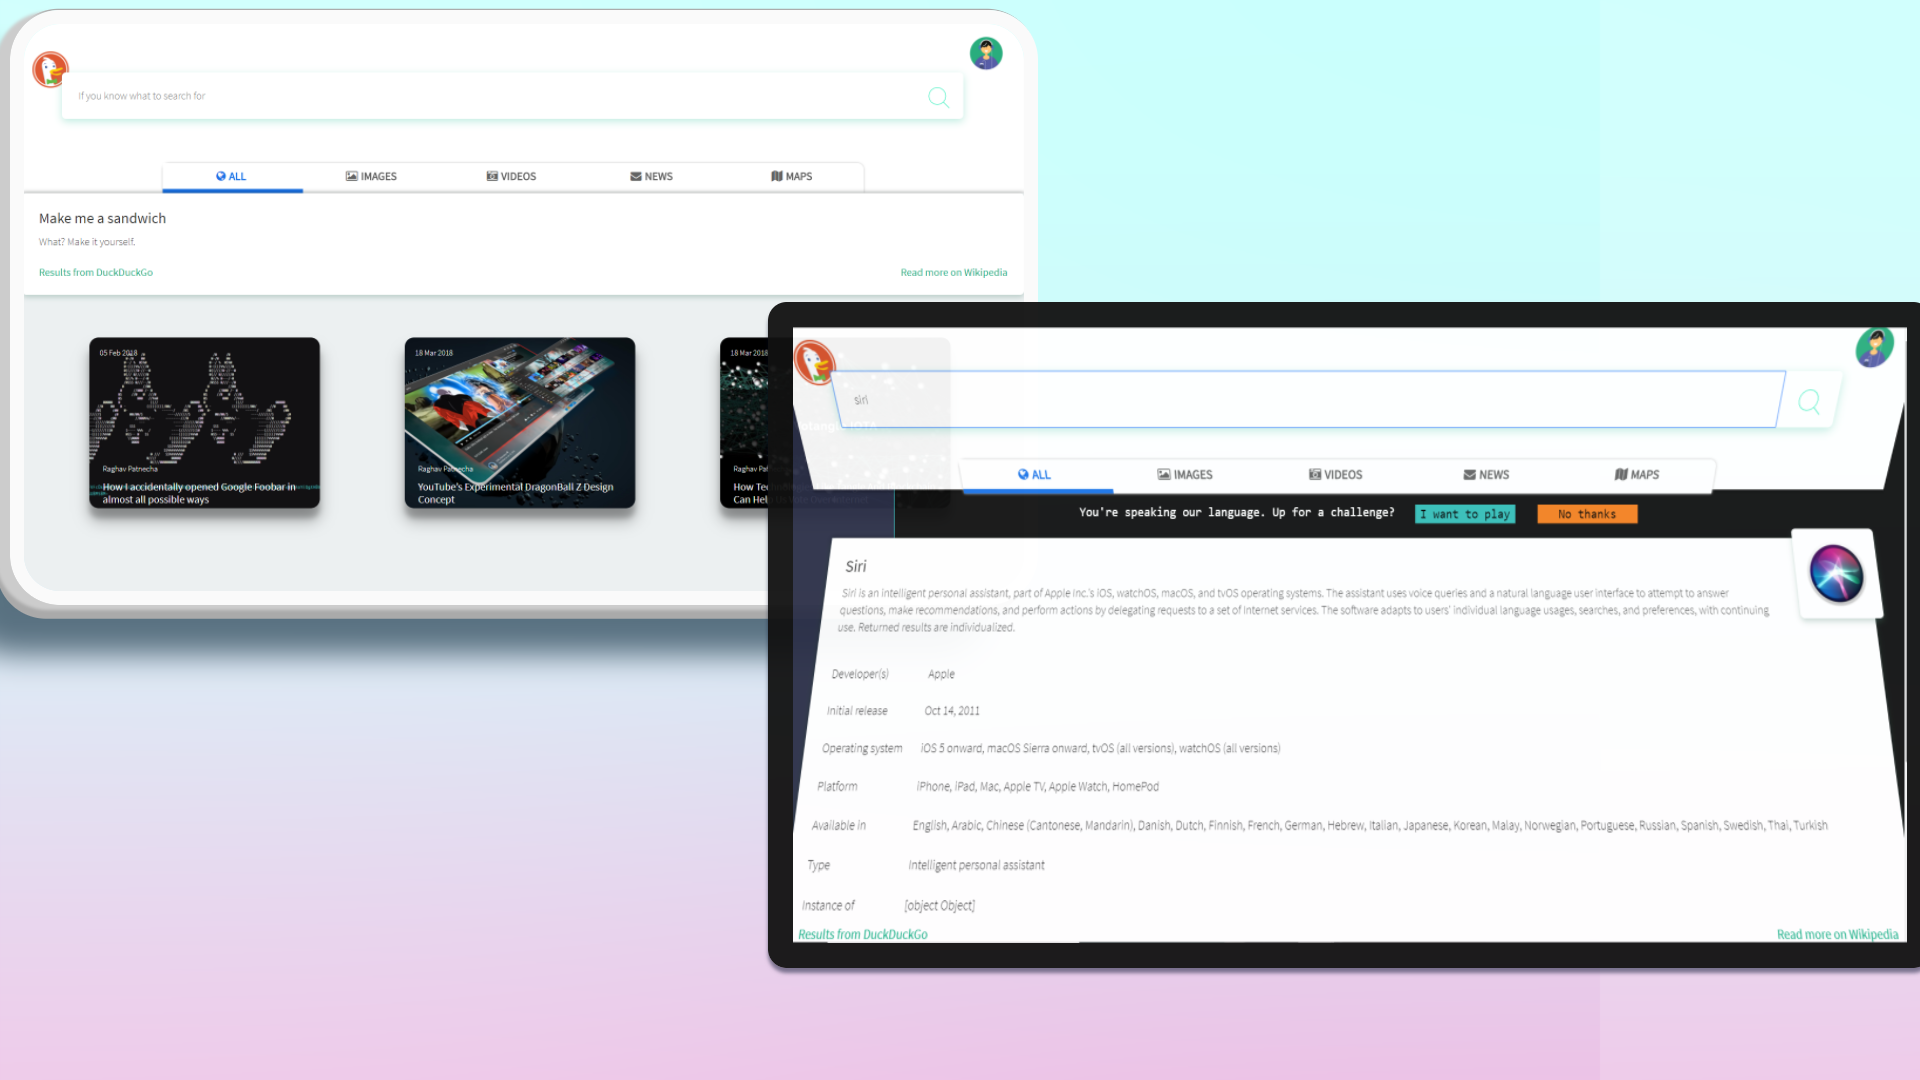 If you know what to search for
ALL
IMAGES
VIDEOS
NEWS
MAPS
Make me a sandwich
What? Make it yourself.
Results from DuckDuckGo
Read more on Wikipedia
05 Feb 2018
Raghav Patnecha
How I accidentally opened Google Foobar in
almost all possible ways
18 Mar 2018
Raghav Patnecha
YouTube's Experimental DragonBall Z Design
Concept
18 Mar 2018
siri
ALL
IMAGES
VIDEOS
NEWS
MAPS
You're speaking our language. Up for a challenge?
I want to play
No thanks
Siri
Siri is an intelligent personal assistant, part of Apple Inc.'s iOS, watchOS, macOS, and tvOS operating systems. The assistant uses voice queries and a natural language user interface to attempt to answer
questions, make recommendations, and perform actions by delegating requests to a set of Internet services. The software adapts to users' individual language usages, searches, and preferences, with continuing
use. Returned results are individualized.
Developer(s) Apple
Initial release Oct 14, 2011
Operating system iOS 5 onward, macOS Sierra onward, tvOS (all versions), watchOS (all versions)
Platform iPhone, iPad, Mac, Apple TV, Apple Watch, HomePod
Available in English, Arabic, Chinese (Cantonese, Mandarin), Danish, Dutch, Finnish, French, German, Hebrew, Italian, Japanese, Korean, Malay, Norwegian, Portuguese, Russian, Spanish, Swedish, Thai, Turkish
Type Intelligent personal assistant
Instance of [object Object]
Results from DuckDuckGo
Read more on Wikipedia